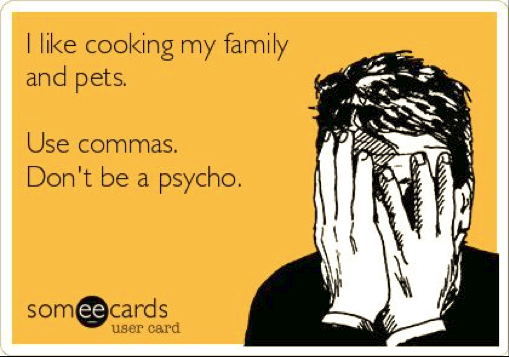 I like cooking my family
and pets.
Use commas.
Don't be a psycho.
someecards
user card